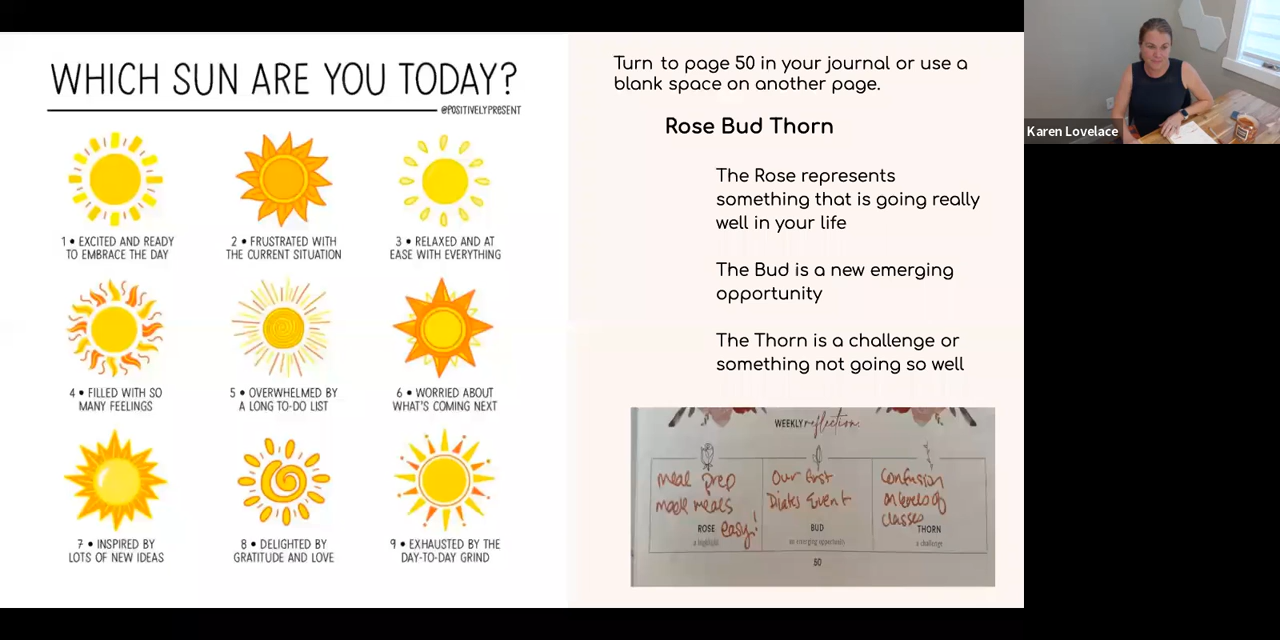 WHICH SUN ARE YOU TODAY?
@POSITIVELYPRESENT
1 • EXCITED AND READY
TO EMBRACE THE DAY
2 • FRUSTRATED WITH
THE CURRENT SITUATION
3 • RELAXED AND AT
EASE WITH EVERYTHING
4 • FILLED WITH SO
MANY FEELINGS
5 • OVERWHELMED BY
A LONG TO-DO LIST
6 • WORRIED ABOUT
WHAT'S COMING NEXT
7 • INSPIRED BY
LOTS OF NEW IDEAS
8 • DELIGHTED BY
GRATITUDE AND LOVE
9 • EXHAUSTED BY THE
DAY-TO-DAY GRIND
Turn to page 50 in your journal or use a
blank space on another page.
Rose Bud Thorn
The Rose represents
something that is going really
well in your life
The Bud is a new emerging
opportunity
The Thorn is a challenge or
something not going so well
WEEKLY reflection.
meal prep
made meals
easy!
ROSE
a highlight
Our first
Event
BUD
an emerging opportunity
Confusion
on levels of
classes
THORN
a challenge
50
Karen Lovelace